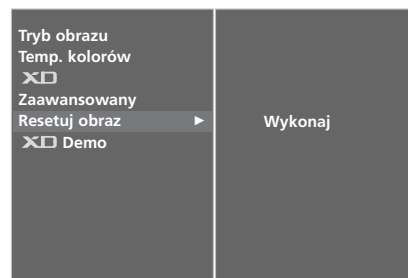 Tryb obrazu
Temp. kolorów
XD
Zaawansowany
Resetuj obraz ► Wykonaj
XD Demo